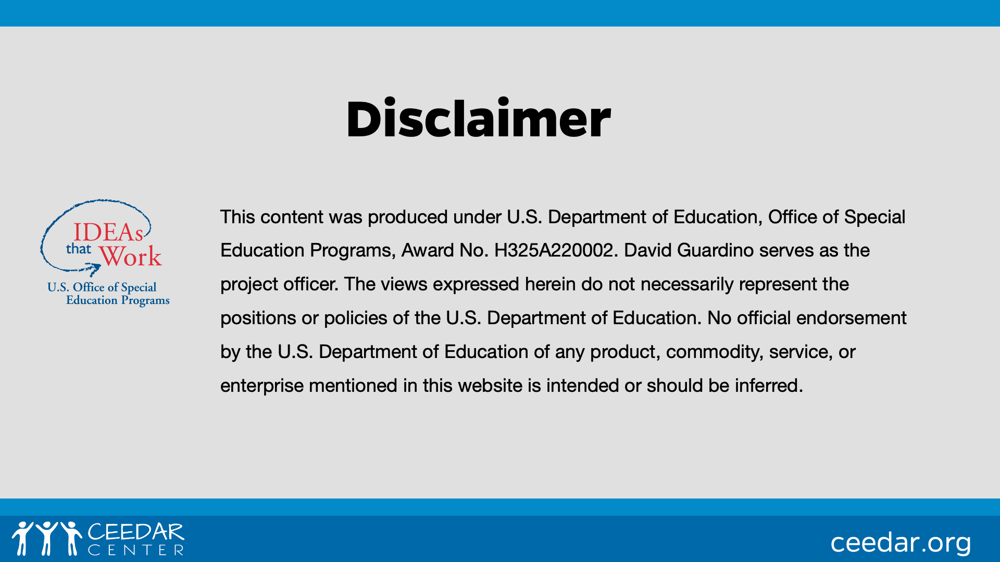 Disclaimer
IDEAs
that Work
U.S. Office of Special
Education Programs
This content was produced under U.S. Department of Education, Office of Special
Education Programs, Award No. H325A220002. David Guardino serves as the
project officer. The views expressed herein do not necessarily represent the
positions or policies of the U.S. Department of Education. No official endorsement
by the U.S. Department of Education of any product, commodity, service, or
enterprise mentioned in this website is intended or should be inferred.
CEEDAR
CENTER
ceedar.org